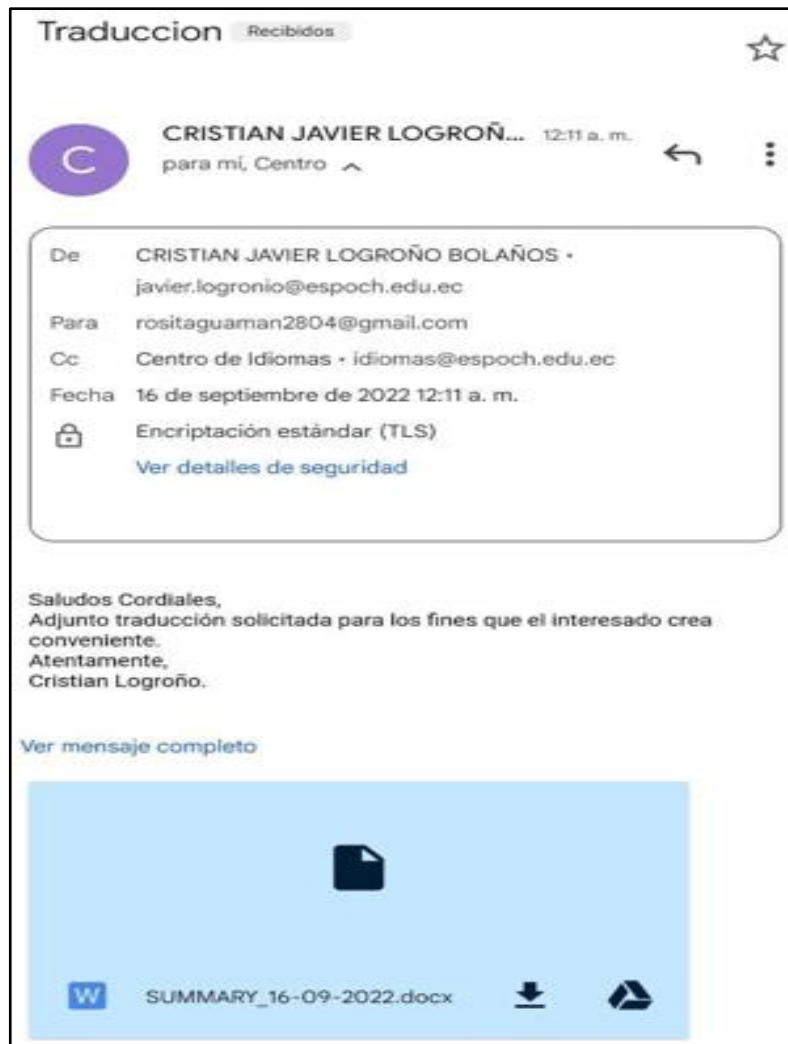 Traduccion Recibidos
C
CRISTIAN JAVIER LOGROÑ... 12:11 a. m.
para mí, Centro
De CRISTIAN JAVIER LOGROÑO BOLAÑOS •
javier.logronio@espoch.edu.ec
Para rositaguaman2804@gmail.com
Cc Centro de Idiomas • idiomas@espoch.edu.ec
Fecha 16 de septiembre de 2022 12:11 a. m.
Encriptación estándar (TLS)
Ver detalles de seguridad
Saludos Cordiales,
Adjunto traducción solicitada para los fines que el interesado crea
conveniente.
Atentamente,
Cristian Logroño.
Ver mensaje completo
W SUMMARY_16-09-2022.docx